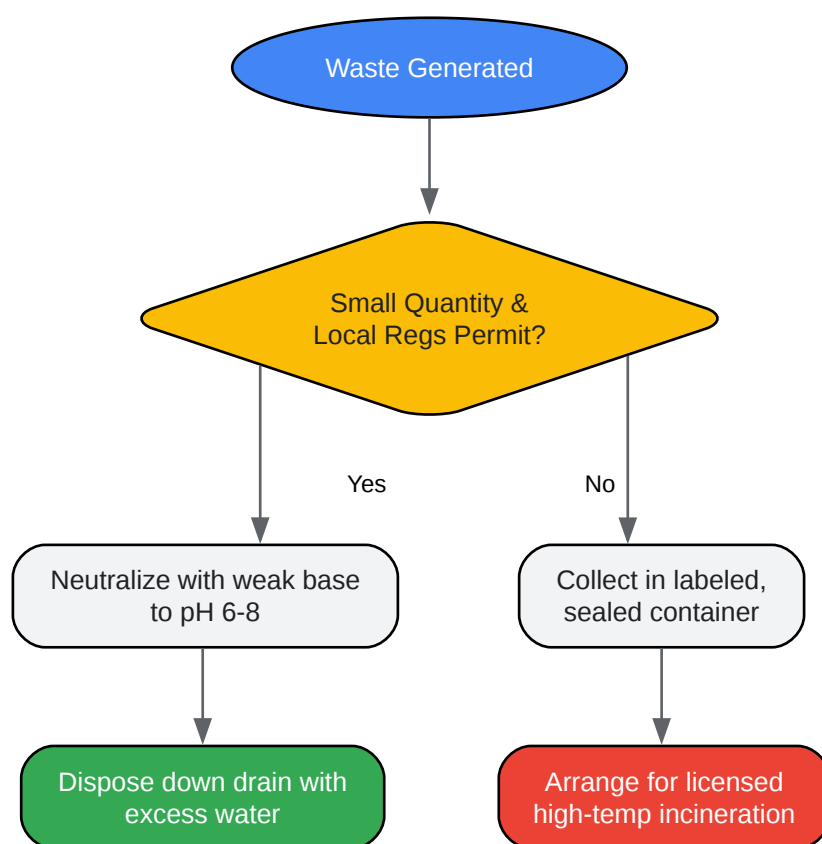 Waste Generated
Small Quantity &
Local Regs Permit?
Yes
No
Neutralize with weak base
to pH 6-8
Collect in labeled,
sealed container
Dispose down drain with
excess water
Arrange for licensed
high-temp incineration